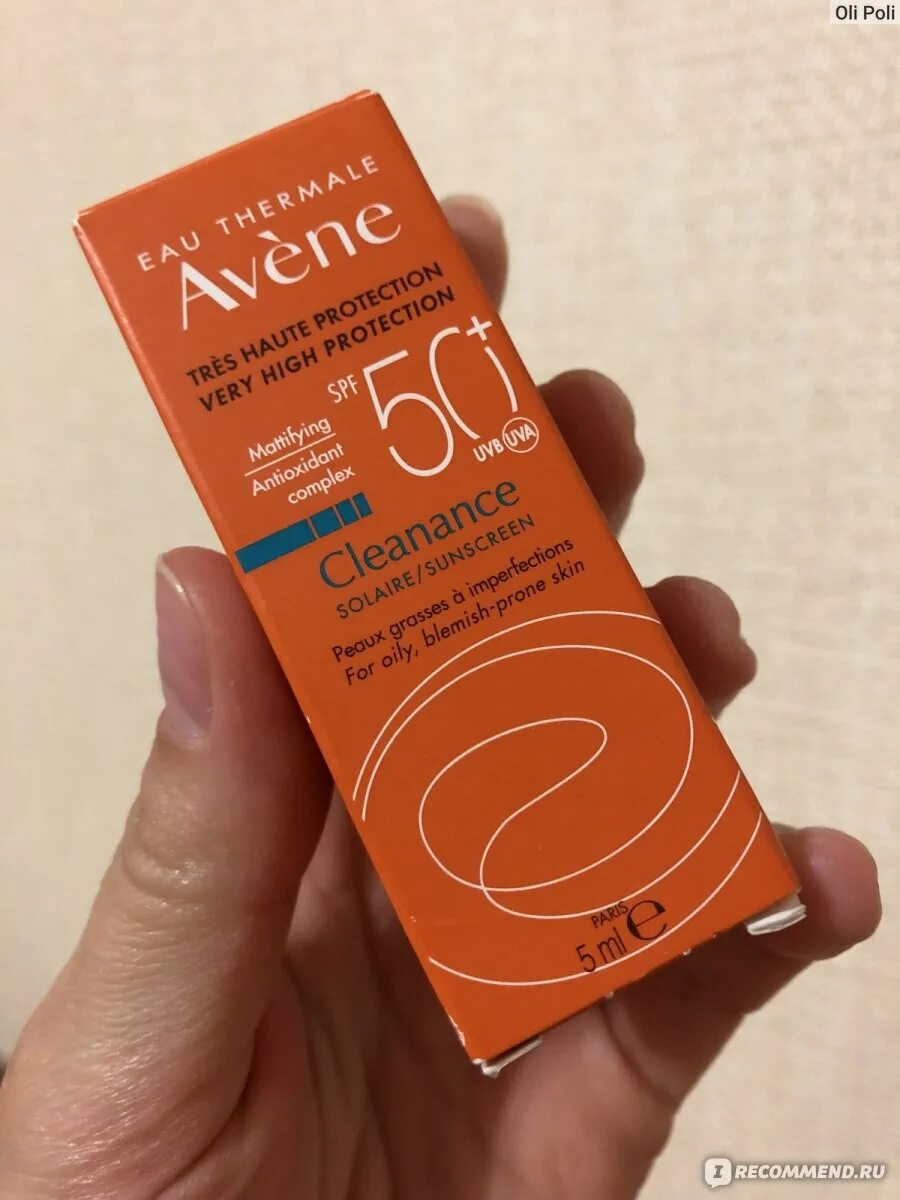 Oli Poli
EAU THERMALE
Avène
TRÈS HAUTE PROTECTION
VERY HIGH PROTECTION
SPF 50+
UVB UVA
Mattifying
Antioxidant
complex
Cleanance
SOLAIRE/SUNSCREEN
Peaux grasses à imperfections
For oily, blemish-prone skin
PARIS
5 ml e
I RECOMMEND.RU